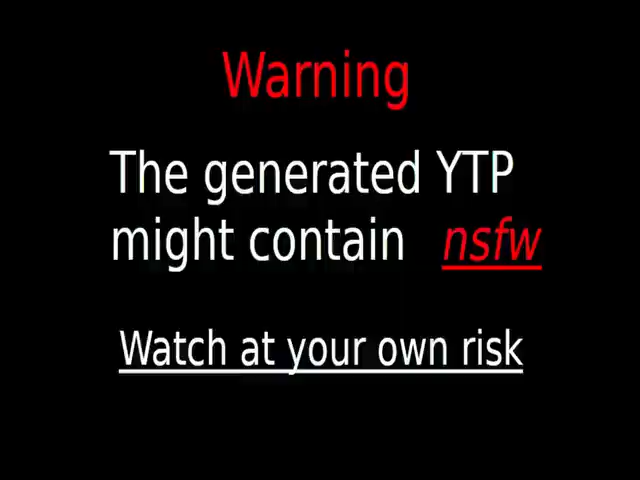 Warning
The generated YTP
might contain nsfw
Watch at your own risk